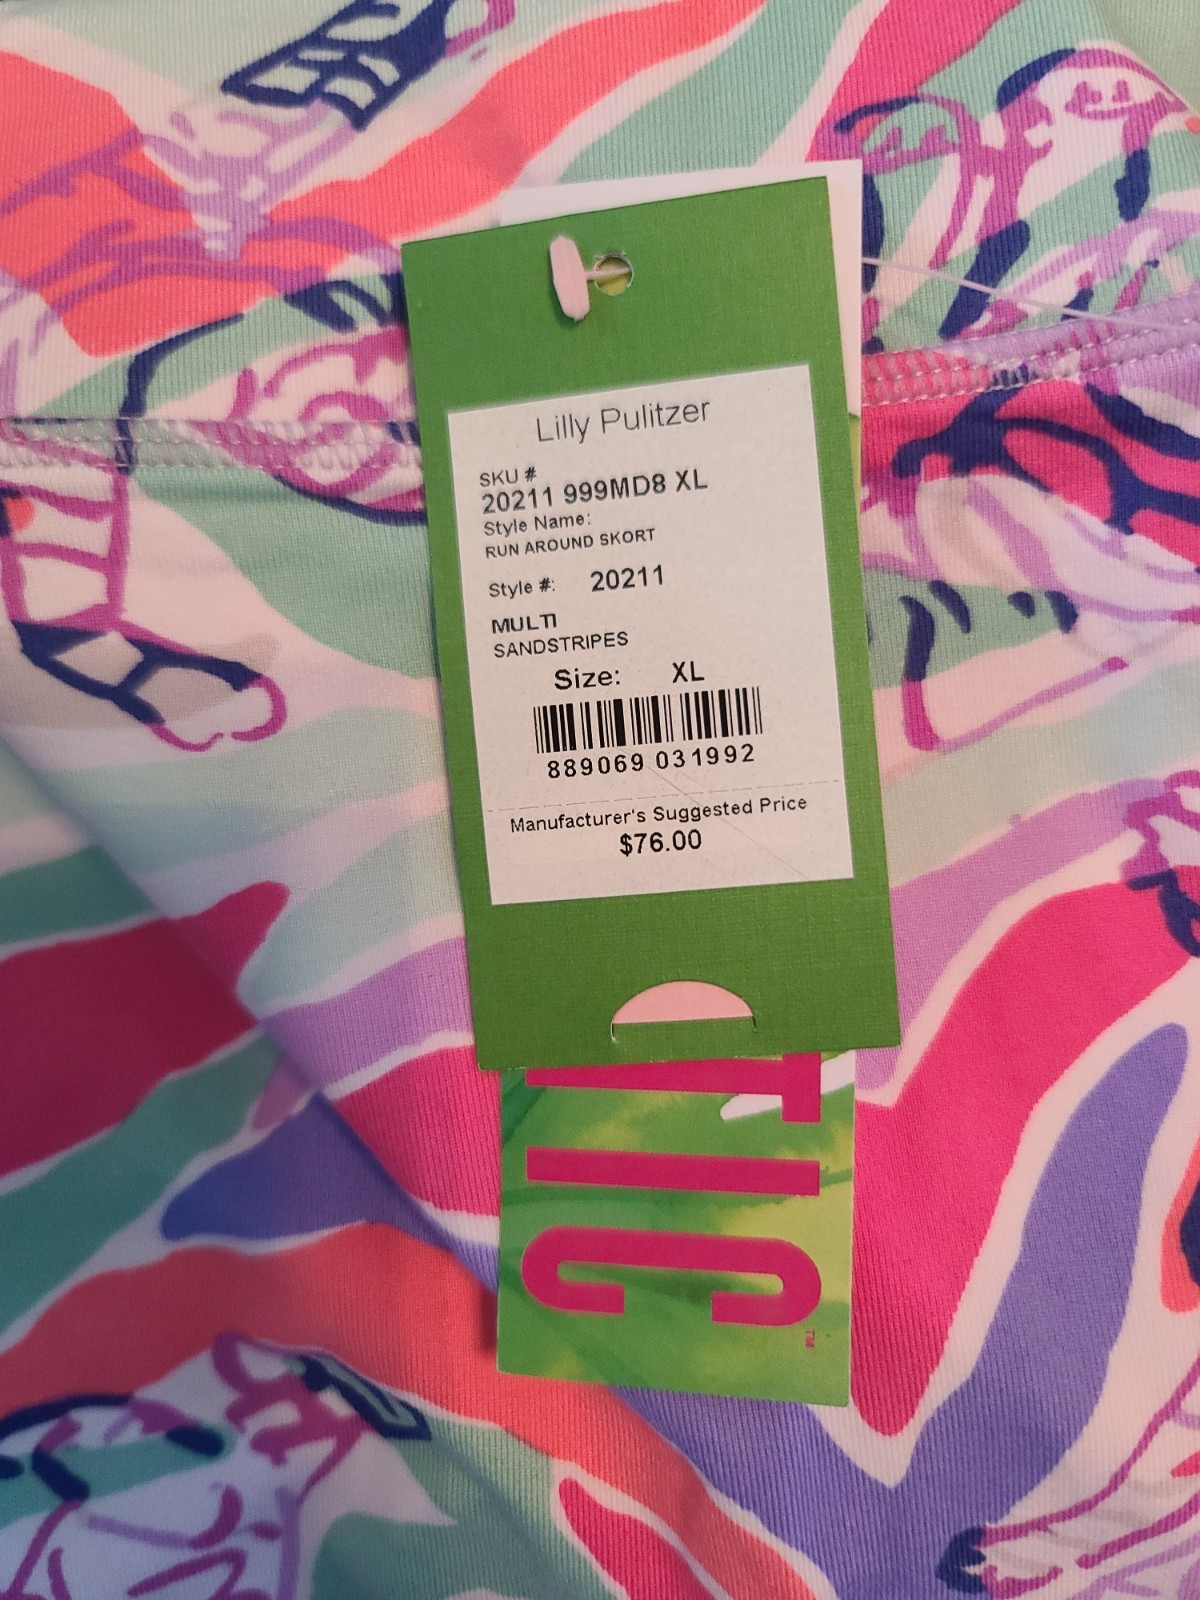 Lilly Pulitzer
SKU #
20211 999MD8 XL
Style Name:
RUN AROUND SKORT
Style #: 20211
MULTI
SANDSTRIPES
Size: XL
889069 031992
Manufacturer's Suggested Price
$76.00
TIC
™